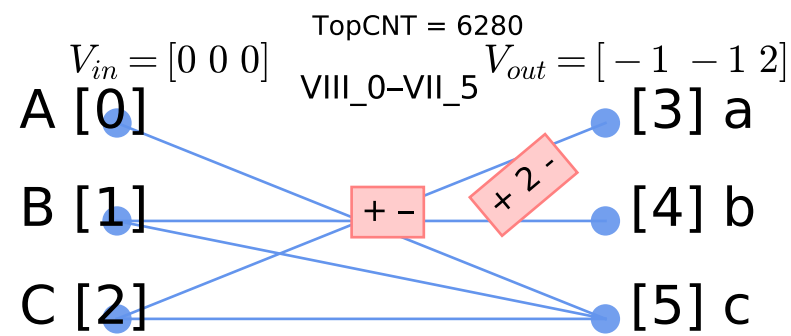 TopCNT = 6280
V_in = [0 0 0]
V_out = [−1 −1 2]
VIII_0–VII_5
A [0]
[3] a
+ 2 -
B [1]
+ –
[4] b
C [2]
[5] c